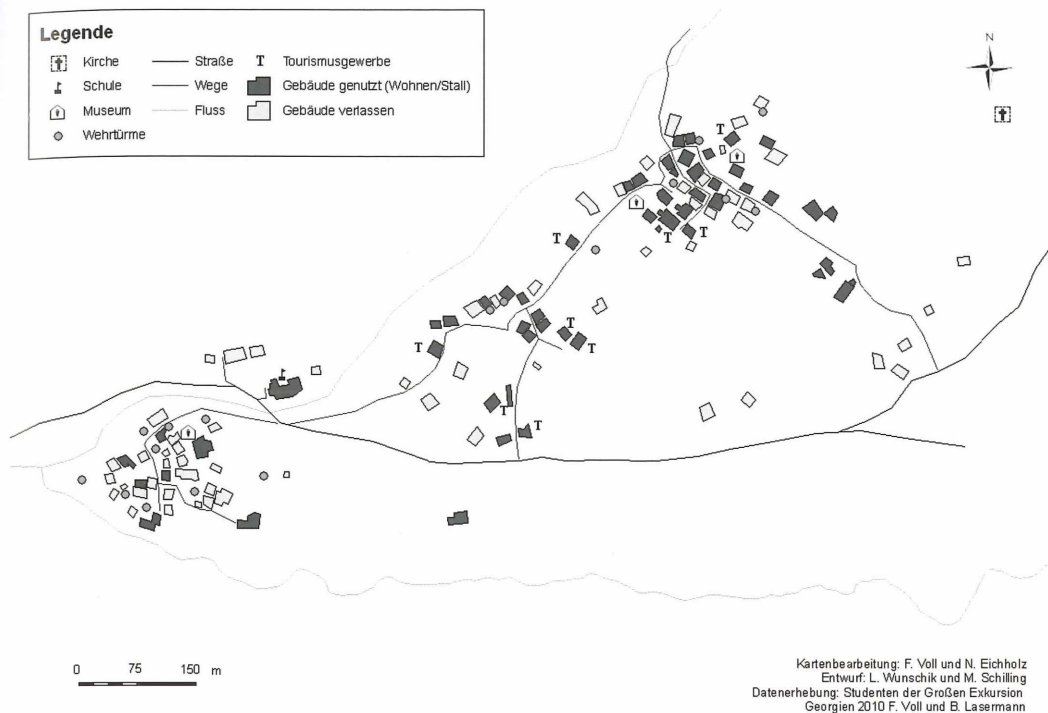 Legende
Kirche
Straße
T Tourismusgewerbe
Schule
Wege
Gebäude genutzt (Wohnen/Stall)
Museum
Fluss
Gebäude verlassen
Wehrtürme
N
T
T
T
T
T
T
T
T
T
0 75 150 m
Kartenbearbeitung: F. Voll und N. Eichholz
Entwurf: L. Wunschik und M. Schilling
Datenerhebung: Studenten der Großen Exkursion
Georgien 2010 F. Voll und B. Lasermann